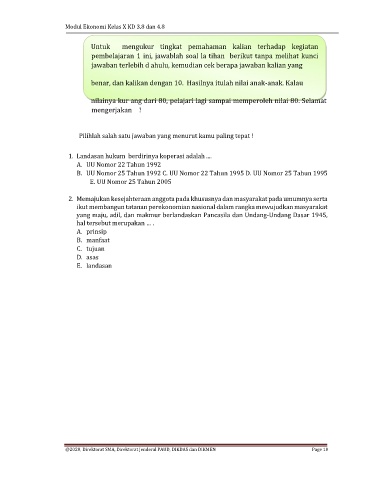 Modul Ekonomi Kelas X KD 3.8 dan 4.8
Untuk mengukur tingkat pemahaman kalian terhadap kegiatan
pembelajaran 1 ini, jawablah soal la tihan berikut tanpa melihat kunci
jawaban terlebih d ahulu, kemudian cek berapa jawaban kalian yang
benar, dan kalikan dengan 10. Hasilnya itulah nilai anak-anak. Kalau
nilainya kur ang dari 80, pelajari lagi sampai memperoleh nilai 80. Selamat
mengerjakan !
Pilihlah salah satu jawaban yang menurut kamu paling tepat !
1. Landasan hukum berdirinya koperasi adalah ....
A. UU Nomor 22 Tahun 1992
B. UU Nomor 25 Tahun 1992 C. UU Nomor 22 Tahun 1995 D. UU Nomor 25 Tahun 1995
E. UU Nomor 25 Tahun 2005
2. Memajukan kesejahteraan anggota pada khususnya dan masyarakat pada umumnya serta
ikut membangun tatanan perekonomian nasional dalam rangka mewujudkan masyarakat
yang maju, adil, dan makmur berlandaskan Pancasila dan Undang-Undang Dasar 1945,
hal tersebut merupakan ... .
A. prinsip
B. manfaat
C. tujuan
D. asas
E. landasan
@2020, Direktorat SMA, Direktorat Jenderal PAUD, DIKDAS dan DIKMEN Page 18